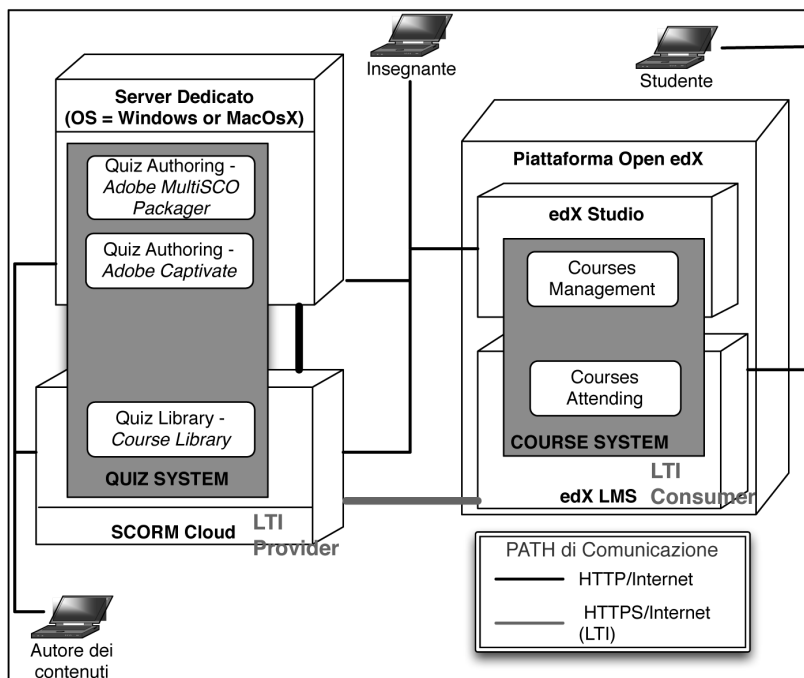 Insegnante
Studente
Server Dedicato
(OS = Windows or MacOsX)
Quiz Authoring -
Adobe MultiSCO
Packager
Quiz Authoring -
Adobe Captivate
Quiz Library -
Course Library
QUIZ SYSTEM
SCORM Cloud
LTI
Provider
Piattaforma Open edX
edX Studio
Courses
Management
Courses
Attending
COURSE SYSTEM
LTI
Consumer
edX LMS
PATH di Comunicazione
HTTP/Internet
HTTPS/Internet
(LTI)
Autore dei
contenuti